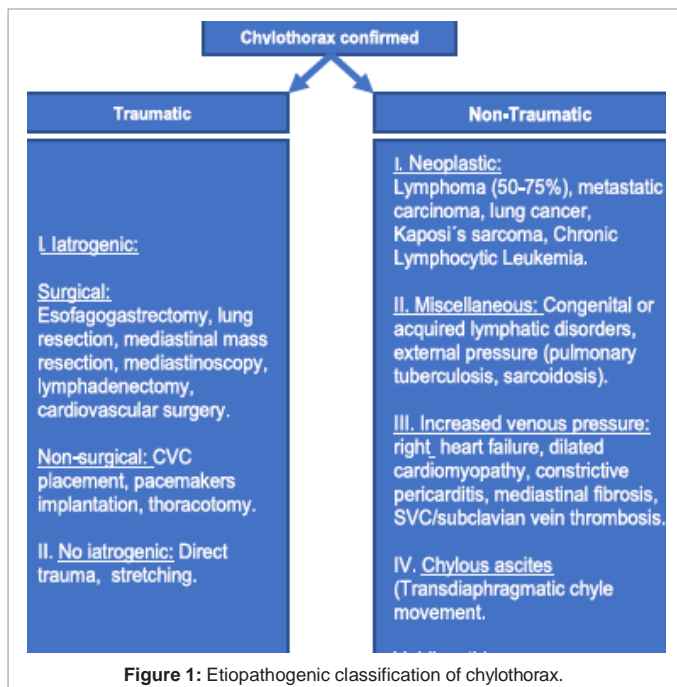 Chylothorax confirmed
Traumatic
I. Iatrogenic:
Surgical:
Esofagogastrectomy, lung
resection, mediastinal mass
resection, mediastinoscopy,
lymphadenectomy,
cardiovascular surgery.
Non-surgical: CVC
placement, pacemakers
implantation, thoracotomy.
II. No iatrogenic: Direct
trauma, stretching.
Non-Traumatic
I. Neoplastic:
Lymphoma (50-75%), metastatic
carcinoma, lung cancer,
Kaposi´s sarcoma, Chronic
Lymphocytic Leukemia.
II. Miscellaneous: Congenital or
acquired lymphatic disorders,
external pressure (pulmonary
tuberculosis, sarcoidosis).
III. Increased venous pressure:
right heart failure, dilated
cardiomyopathy, constrictive
pericarditis, mediastinal fibrosis,
SVC/subclavian vein thrombosis.
IV. Chylous ascites
(Transdiaphragmatic chyle
movement.
Figure 1: Etiopathogenic classification of chylothorax.